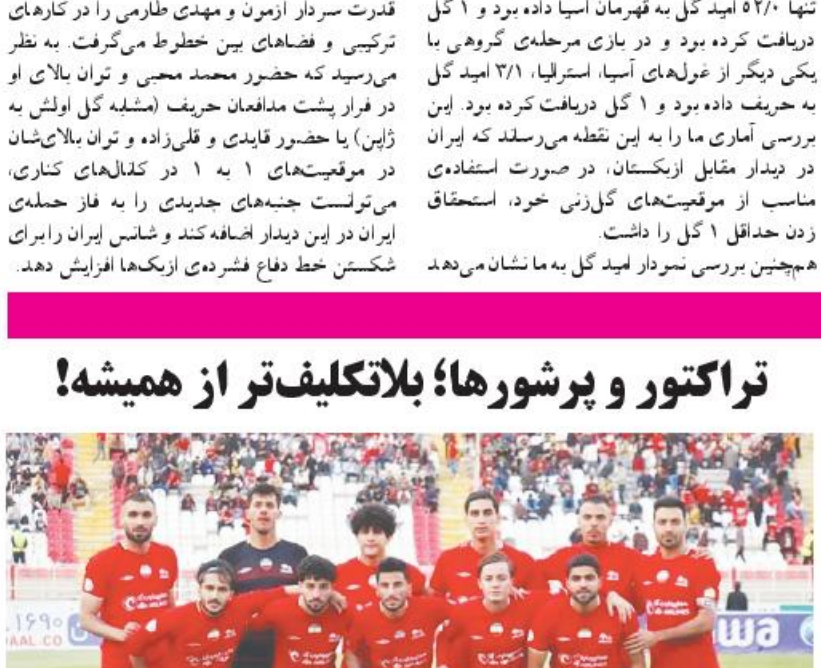 تنها ۰/۵۲ امید گل به قهرمان آسیا داده بود و ۱ گل
دریافت کرده بود و در بازی مرحله‌ی گروهی با
یکی دیگر از غول‌های آسیا، استرالیا، ۳/۱ امید گل
به حریف داده بود و ۱ گل دریافت کرده بود. این
بررسی آماری ما را به این نقطه می‌رساند که ایران
در دیدار مقابل ازبکستان، در صورت استفاده‌ی
مناسب از موقعیت‌های گل‌زنی خود، استحقاق
زدن حداقل ۱ گل را داشت.
هم‌چنین بررسی نمودار امید گل به ما نشان می‌دهد
قدرت سردار آزمون و مهدی طارمی را در کارهای
ترکیبی و فضاهای بین خطوط می‌گرفت. به نظر
می‌رسید که حضور محمد محبی و توان بالای او
در فرار پشت مدافعان حریف (مشابه گل اولش به
ژاپن) یا حضور قایدی و قلی‌زاده و توان بالای‌شان
در موقعیت‌های ۱ به ۱ در کانال‌های کناری،
می‌توانست جنبه‌های جدیدی را به فاز حمله‌ی
ایران در این دیدار اضافه کند و شانس ایران را برای
شکستن خط دفاع فشرده‌ی ازبک‌ها افزایش دهد.
تراکتور و پرشورها؛ بلاتکلیف‌تر از همیشه!
۱۶۹۰
AAL.CO
wa